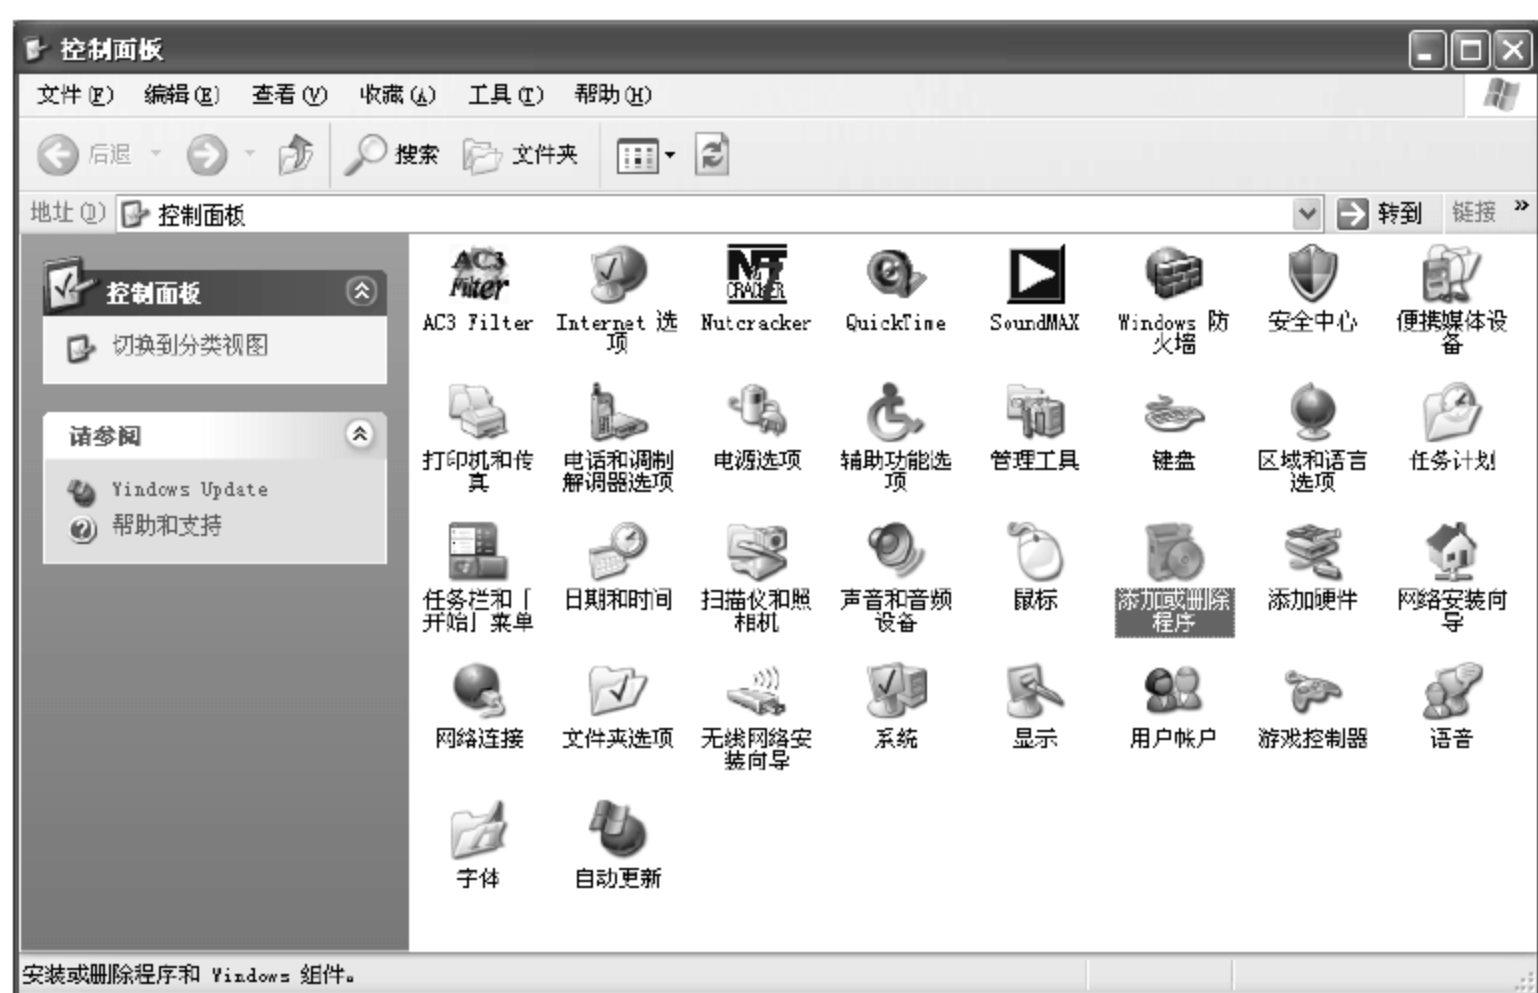 控制面板
文件(F) 编辑(E) 查看(V) 收藏(A) 工具(T) 帮助(H)
后退 搜索 文件夹
地址(D) 控制面板 转到 链接 »
控制面板
切换到分类视图
请参阅
Windows Update
帮助和支持
AC3 Filter
AC3 Filter Internet 选 Nutcracker QuickTime SoundMAX Windows 防 安全中心 便携媒体设
项 火墙 备
打印机和传 电话和调制 电源选项 辅助功能选 管理工具 键盘 区域和语言 任务计划
真 解调器选项 项 选项
任务栏和「 日期和时间 扫描仪和照 声音和音频 鼠标 添加或删除 添加硬件 网络安装向
开始」菜单 相机 设备 程序 导
网络连接 文件夹选项 无线网络安 系统 显示 用户帐户 游戏控制器 语音
装向导
字体 自动更新
安装或删除程序和 Windows 组件。